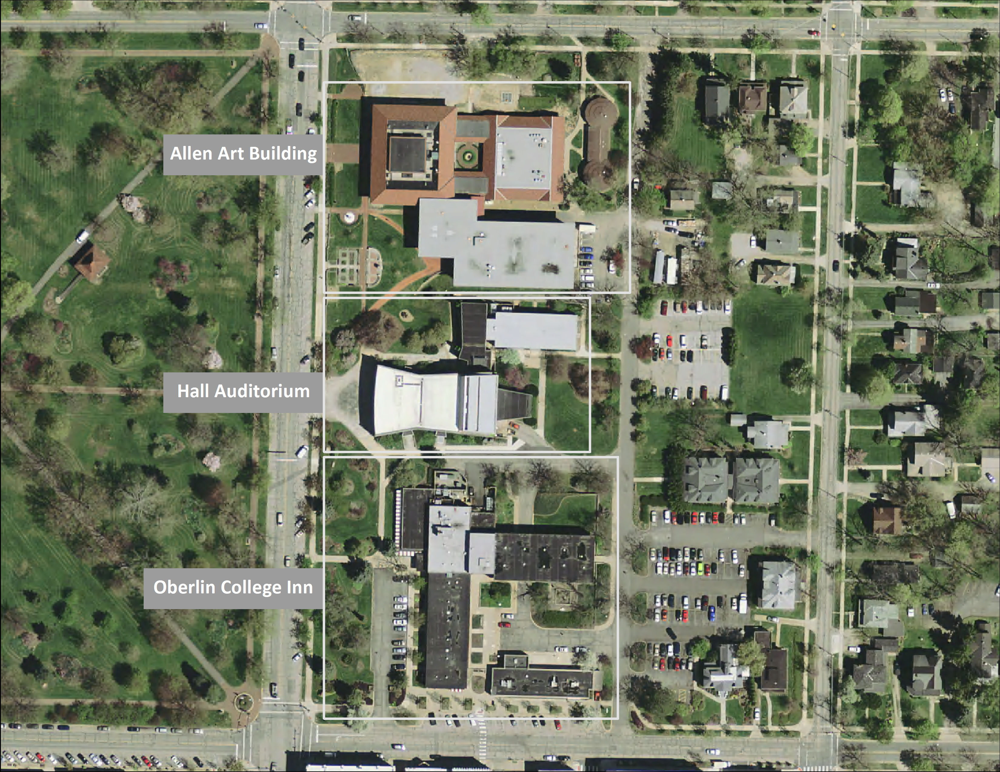 Allen Art Building
Hall Auditorium
Oberlin College Inn